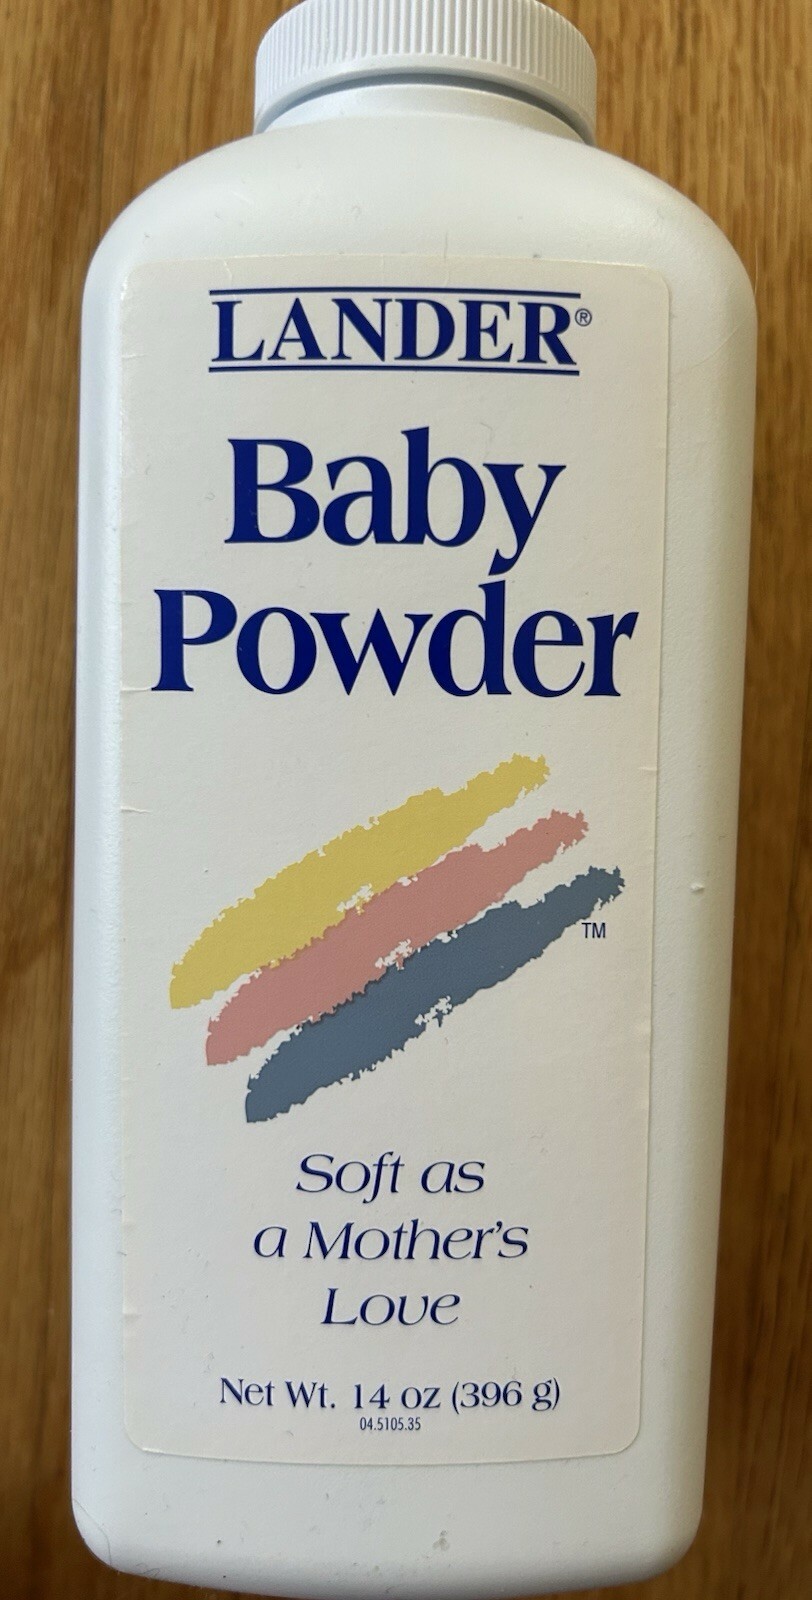 LANDER®
Baby
Powder
TM
Soft as
a Mother's
Love
Net Wt. 14 oz (396 g)
04.5105.35